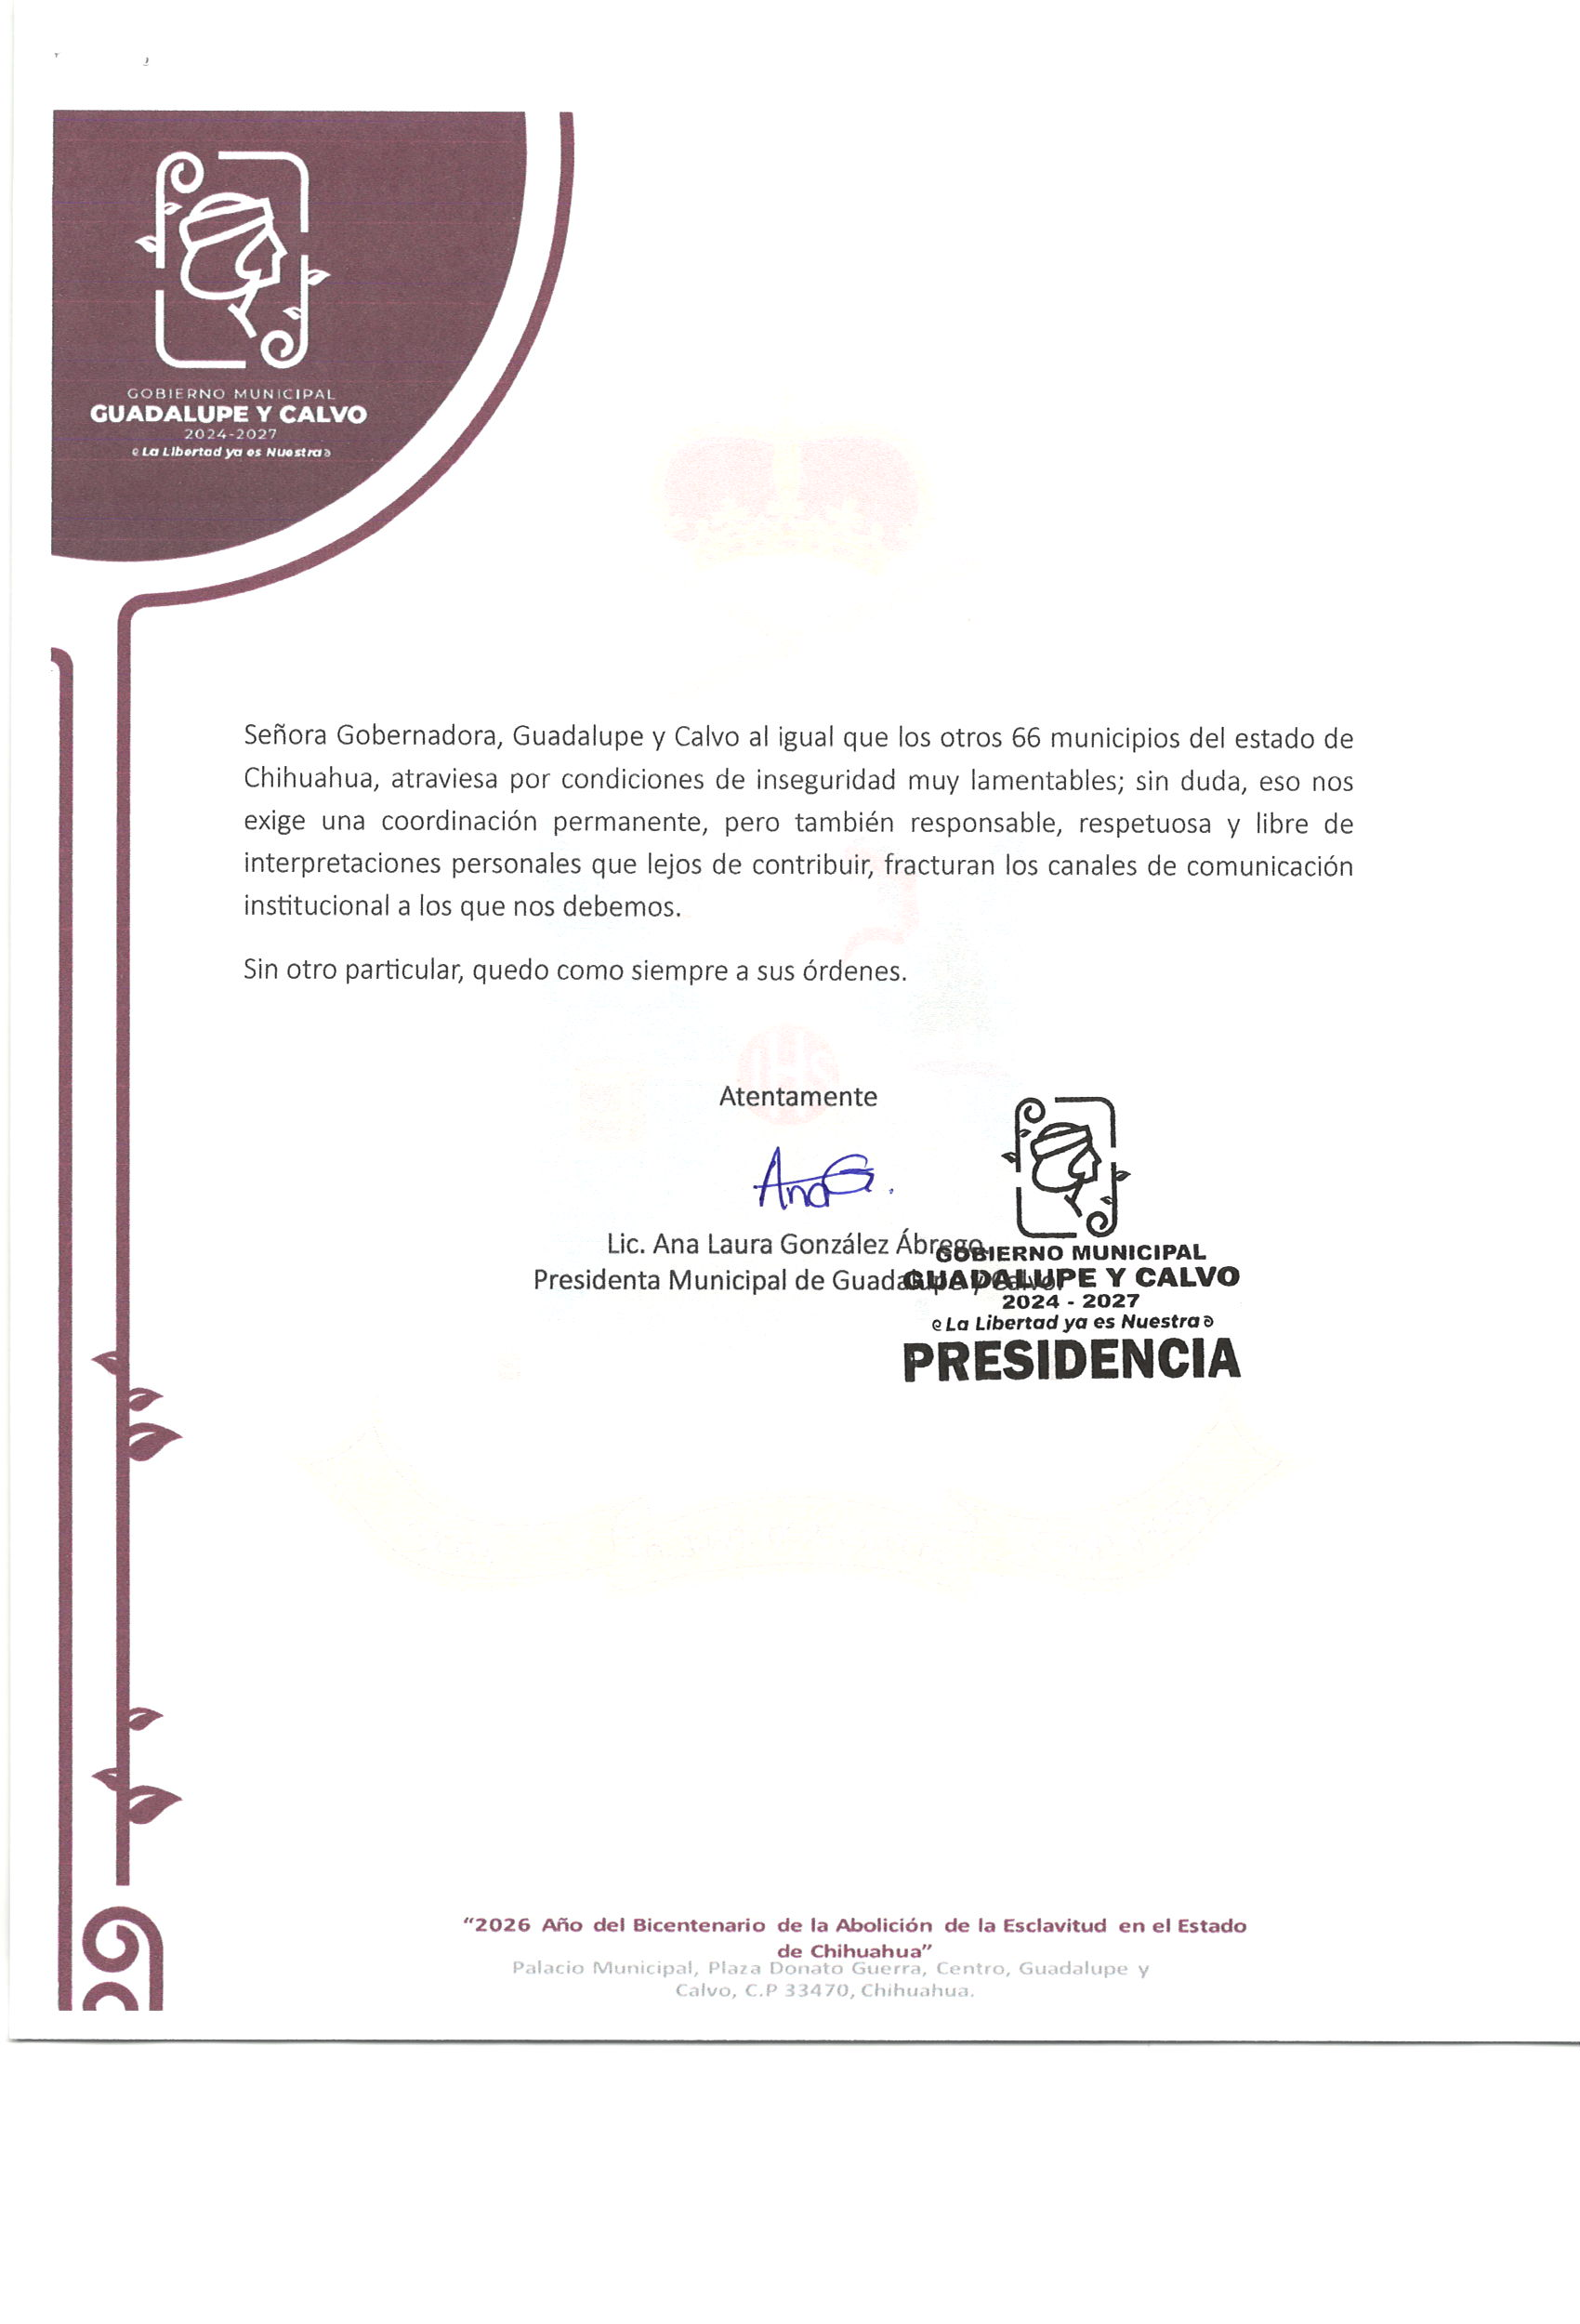 GOBIERNO MUNICIPAL
GUADALUPE Y CALVO
2024-2027
La Libertad ya es Nuestra
Señora Gobernadora, Guadalupe y Calvo al igual que los otros 66 municipios del estado de
Chihuahua, atraviesa por condiciones de inseguridad muy lamentables; sin duda, eso nos
exige una coordinación permanente, pero también responsable, respetuosa y libre de
interpretaciones personales que lejos de contribuir, fracturan los canales de comunicación
institucional a los que nos debemos.
Sin otro particular, quedo como siempre a sus órdenes.
Atentamente
Ana G.
Lic. Ana Laura González Ábrego
Presidenta Municipal de Guadalupe y Calvo
GOBIERNO MUNICIPAL
GUADALUPE Y CALVO
2024 - 2027
La Libertad ya es Nuestra
PRESIDENCIA
“2026 Año del Bicentenario de la Abolición de la Esclavitud en el Estado
de Chihuahua”
Palacio Municipal, Plaza Donato Guerra, Centro, Guadalupe y
Calvo, C.P 33470, Chihuahua.